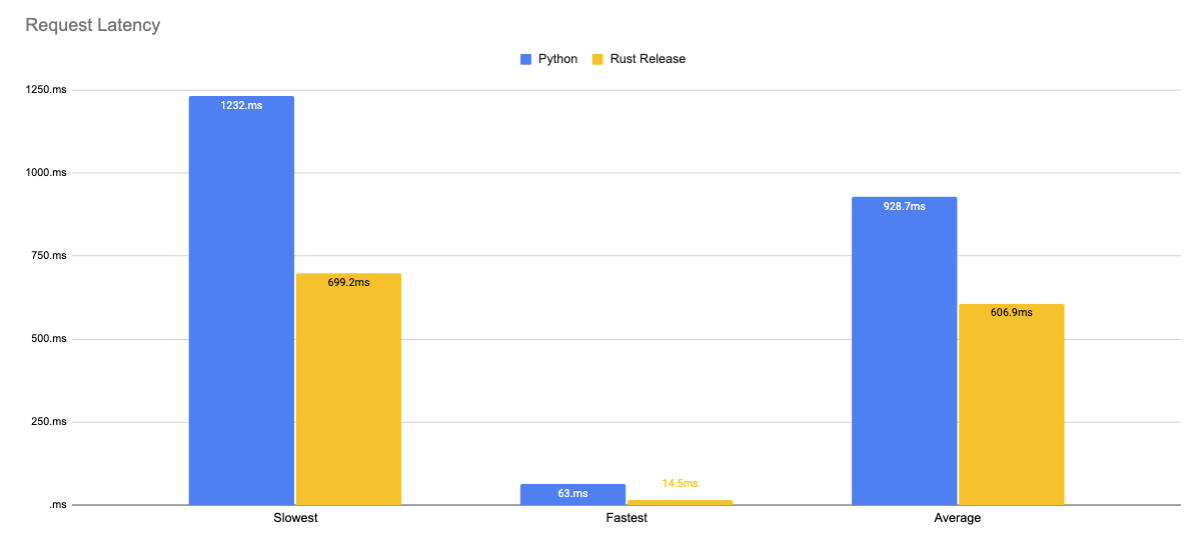 Request Latency
Python Rust Release
1250.ms
1000.ms
750.ms
500.ms
250.ms
.ms
1232.ms
699.2ms
63.ms
14.5ms
928.7ms
606.9ms
Slowest Fastest Average